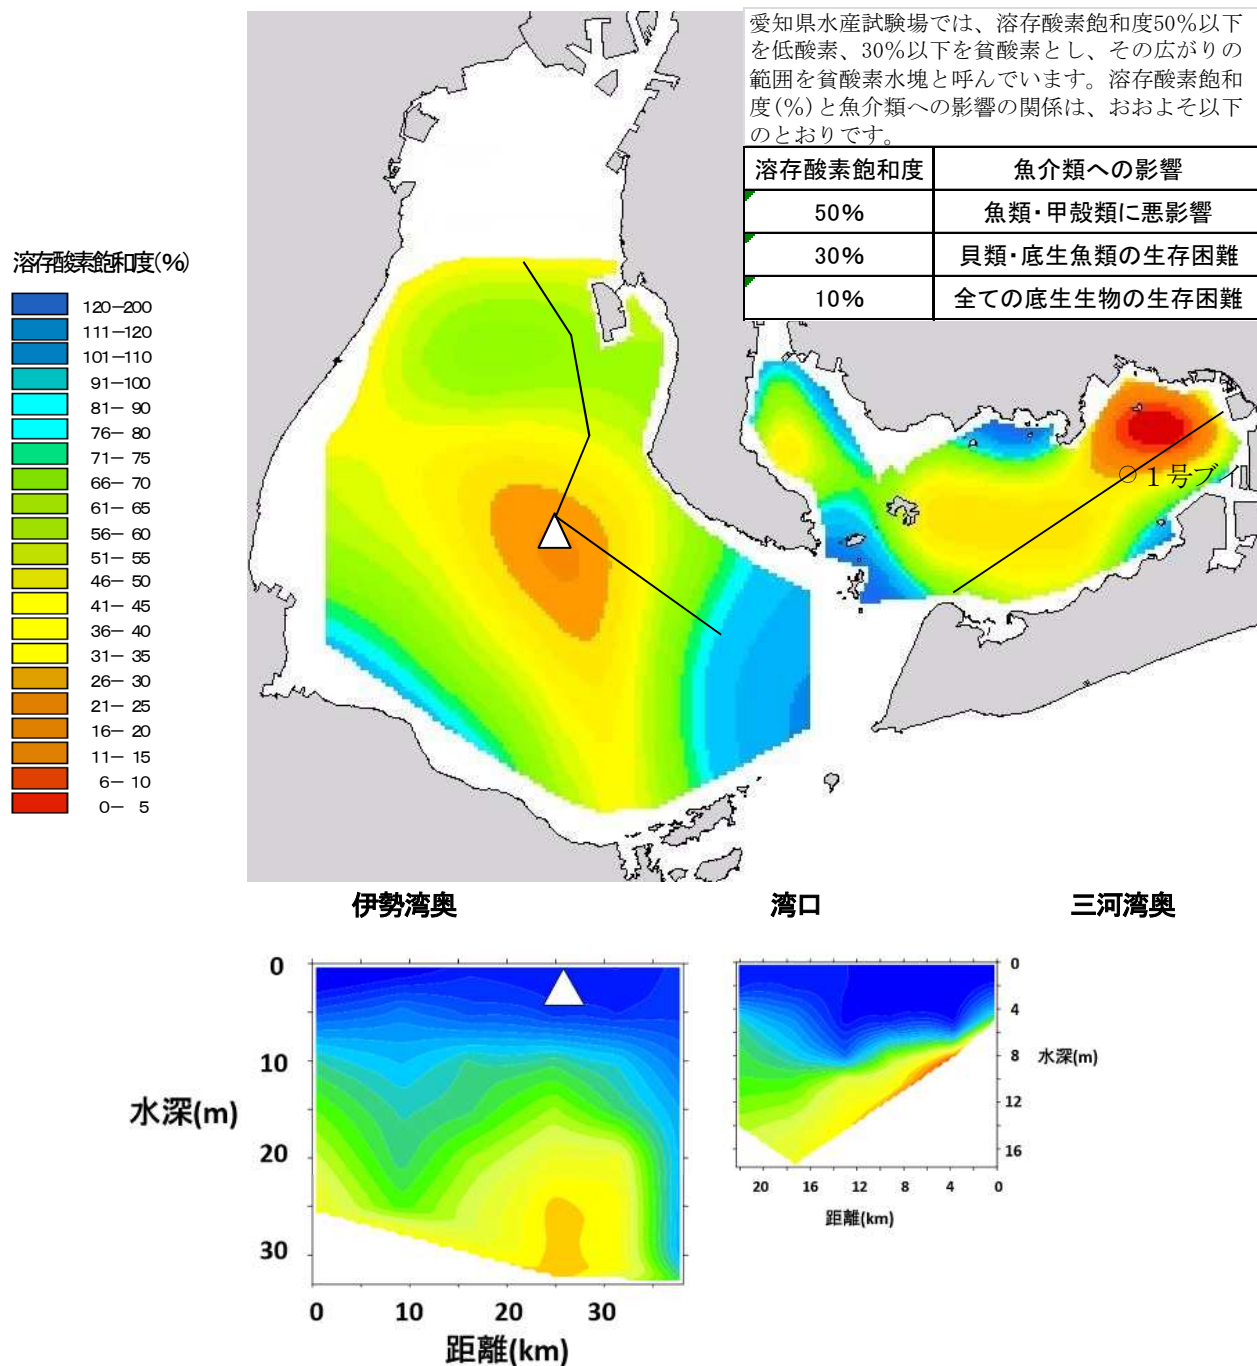 愛知県水産試験場では、溶存酸素飽和度50%以下
を低酸素、30%以下を貧酸素とし、その広がりの
範囲を貧酸素水塊と呼んでいます。溶存酸素飽和
度(%)と魚介類への影響の関係は、おおよそ以下
のとおりです。
溶存酸素飽和度 魚介類への影響
50% 魚類・甲殻類に悪影響
30% 貝類・底生魚類の生存困難
10% 全ての底生生物の生存困難
溶存酸素飽和度(%)
120-200
111-120
101-110
91-100
81-90
76-80
71-75
66-70
61-65
56-60
51-55
46-50
41-45
36-40
31-35
26-30
21-25
16-20
11-15
6-10
0-5
○1号ブイ
伊勢湾奥 湾口 三河湾奥
0
10
20
30
水深(m)
0 10 20 30
距離(km)
0
4
8
12
16
水深(m)
20 16 12 8 4 0
距離(km)